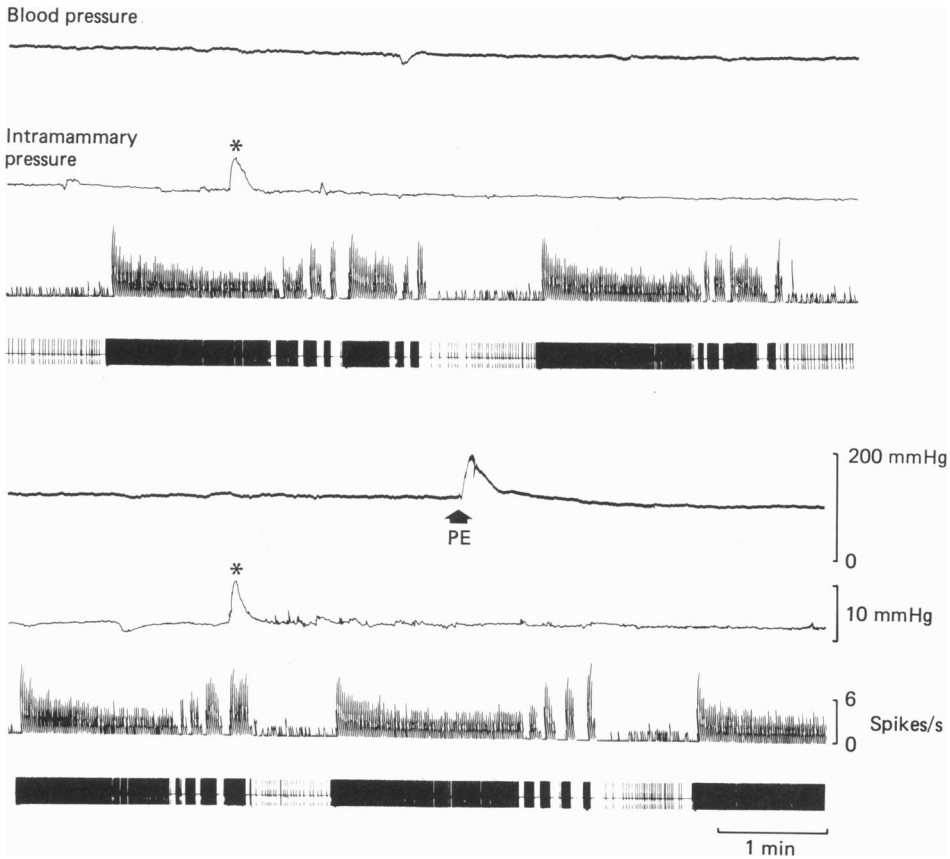 Blood pressure
Intramammary
pressure
*
200 mmHg
PE
0
*
10 mmHg
6
Spikes/s
0
1 min